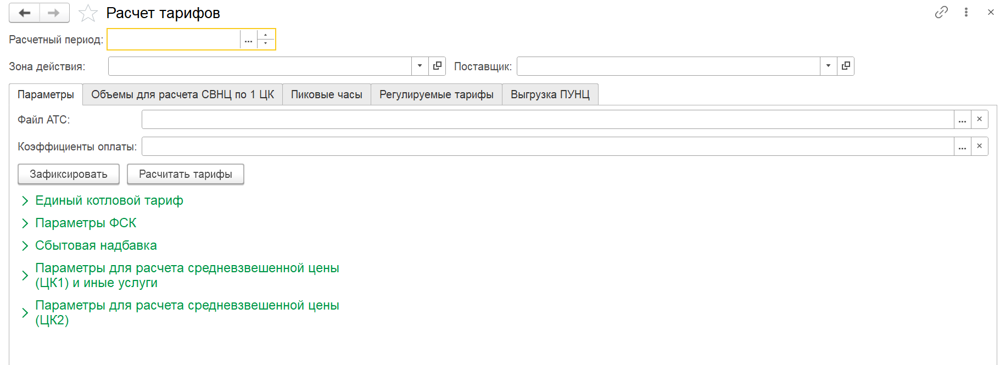 Расчет тарифов
Расчетный период:
Зона действия: Поставщик:
Параметры Объемы для расчета СВНЦ по 1 ЦК Пиковые часы Регулируемые тарифы Выгрузка ПУНЦ
Файл АТС:
Коэффициенты оплаты:
Зафиксировать Расчитать тарифы
Единый котловой тариф
Параметры ФСК
Сбытовая надбавка
Параметры для расчета средневзвешенной цены
(ЦК1) и иные услуги
Параметры для расчета средневзвешенной цены
(ЦК2)